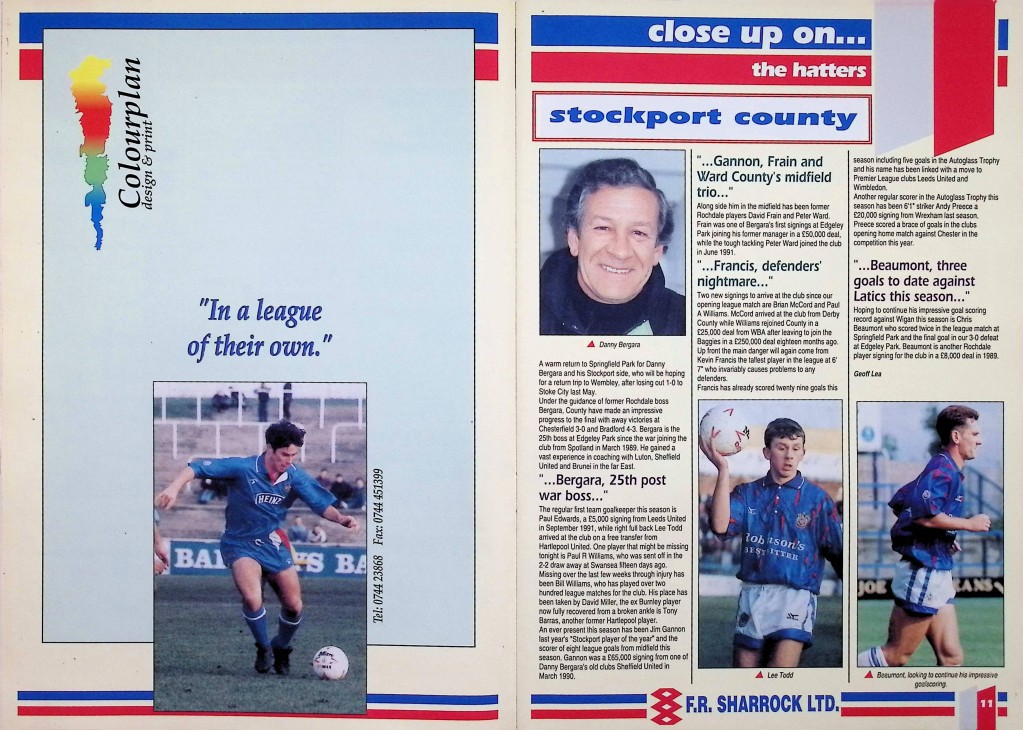 Colourplan
design & print
"In a league
of their own."
HEINZ
Tel: 0744 23868 Fax: 0744 451399
close up on...
the hatters
stockport county
Danny Bergara
A warm return to Springfield Park for Danny
Bergara and his Stockport side, who will be hoping
for a return trip to Wembley, after losing out 1-0 to
Stoke City last May.
Under the guidance of former Rochdale boss
Bergara, County have made an impressive
progress to the final with away victories at
Chesterfield 3-0 and Bradford 4-3. Bergara is the
25th boss at Edgeley Park since the war joining the
club from Spotland in March 1989. He gained a
vast experience in coaching with Luton, Sheffield
United and Brunei in the far East.
"...Bergara, 25th post
war boss..."
The regular first team goalkeeper this season is
Paul Edwards, a £5,000 signing from Leeds United
in September 1991, while right full back Lee Todd
arrived at the club on a free transfer from
Hartlepool United. One player that might be missing
tonight is Paul R Williams, who was sent off in the
2-2 draw away at Swansea fifteen days ago.
Missing over the last few weeks through injury has
been Bill Williams, who has played over two
hundred league matches for the club. His place has
been taken by David Miller, the ex Burnley player
now fully recovered from a broken ankle is Tony
Barras, another former Hartlepool player.
An ever present this season has been Jim Gannon
last year's "Stockport player of the year" and the
scorer of eight league goals from midfield this
season. Gannon was a £65,000 signing from one of
Danny Bergara's old clubs Sheffield United in
March 1990.
"...Gannon, Frain and
Ward County's midfield
trio..."
Along side him in the midfield has been former
Rochdale players David Frain and Peter Ward.
Frain was one of Bergara's first signings at Edgeley
Park joining his former manager in a £50,000 deal,
while the tough tackling Peter Ward joined the club
in June 1991.
"...Francis, defenders'
nightmare..."
Two new signings to arrive at the club since our
opening league match are Brian McCord and Paul
A Williams. McCord arrived at the club from Derby
County while Williams rejoined County in a
£25,000 deal from WBA after leaving to join the
Baggies in a £250,000 deal eighteen months ago.
Up front the main danger will again come from
Kevin Francis the tallest player in the league at 6'
7" who invariably causes problems to any
defenders.
Francis has already scored twenty nine goals this
season including five goals in the Autoglass Trophy
and his name has been linked with a move to
Premier League clubs Leeds United and
Wimbledon.
Another regular scorer in the Autoglass Trophy this
season has been 6'1" striker Andy Preece a
£20,000 signing from Wrexham last season.
Preece scored a brace of goals in the clubs
opening home match against Chester in the
competition this year.
"...Beaumont, three
goals to date against
Latics this season..."
Hoping to continue his impressive goal scoring
record against Wigan this season is Chris
Beaumont who scored twice in the league match at
Springfield Park and the final goal in our 3-0 defeat
at Edgeley Park. Beaumont is another Rochdale
player signing for the club in a £8,000 deal in 1989.
Geoff Lea
Lee Todd
Beaumont, looking to continue his impressive
goalscoring.
F.R. SHARROCK LTD.
11